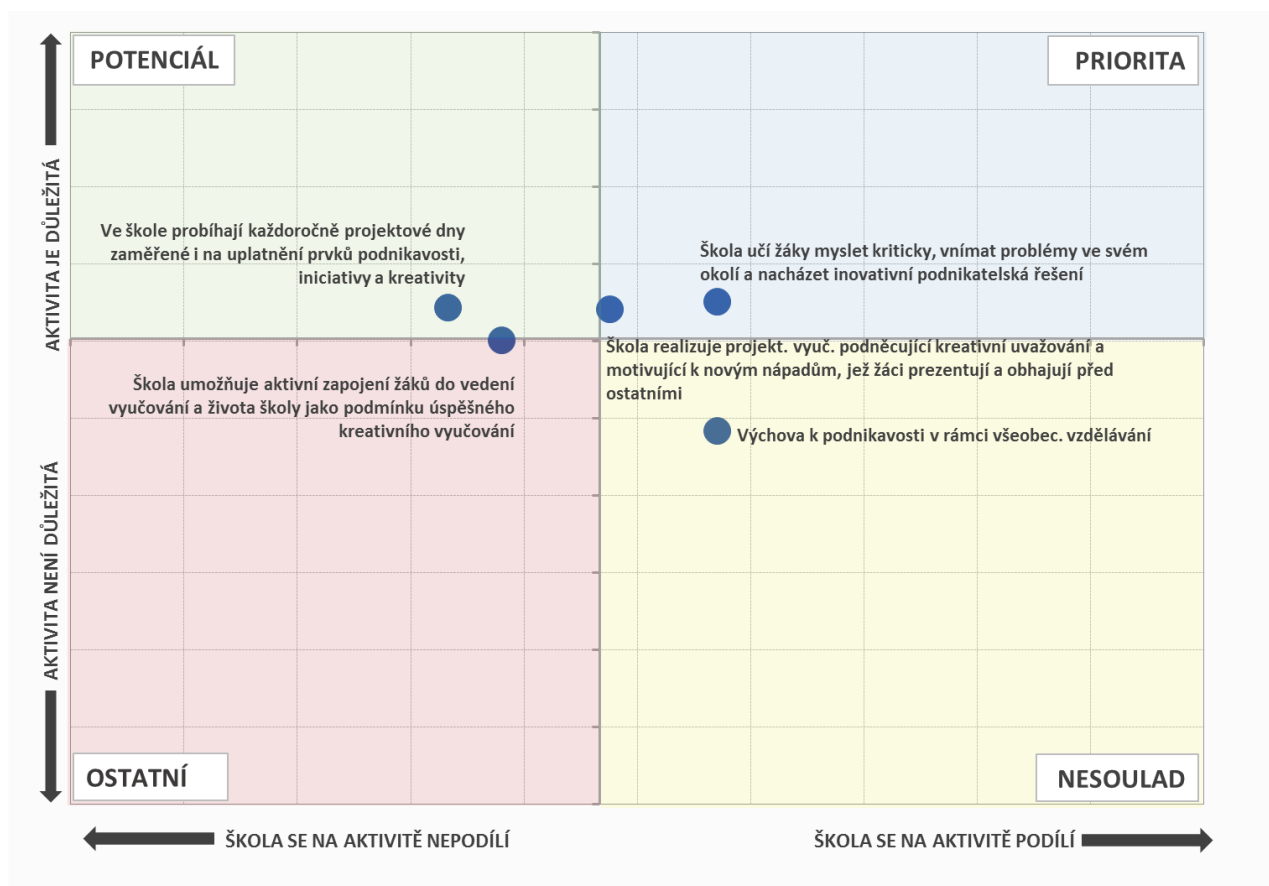 POTENCIÁL
PRIORITA
AKTIVITA JE DŮLEŽITÁ
Ve škole probíhají každoročně projektové dny
zaměřené i na uplatnění prvků podnikavosti,
iniciativy a kreativity
Škola učí žáky myslet kriticky, vnímat problémy ve svém
okolí a nacházet inovativní podnikatelská řešení
Škola realizuje projekt. vyuč. podněcující kreativní uvažování a
motivující k novým nápadům, jež žáci prezentují a obhajují před
ostatními
Škola umožňuje aktivní zapojení žáků do vedení
vyučování a života školy jako podmínku úspěšného
kreativního vyučování
Výchova k podnikavosti v rámci všeobec. vzdělávání
AKTIVITA NENÍ DŮLEŽITÁ
OSTATNÍ
NESOULAD
ŠKOLA SE NA AKTIVITĚ NEPODÍLÍ
ŠKOLA SE NA AKTIVITĚ PODÍLÍ